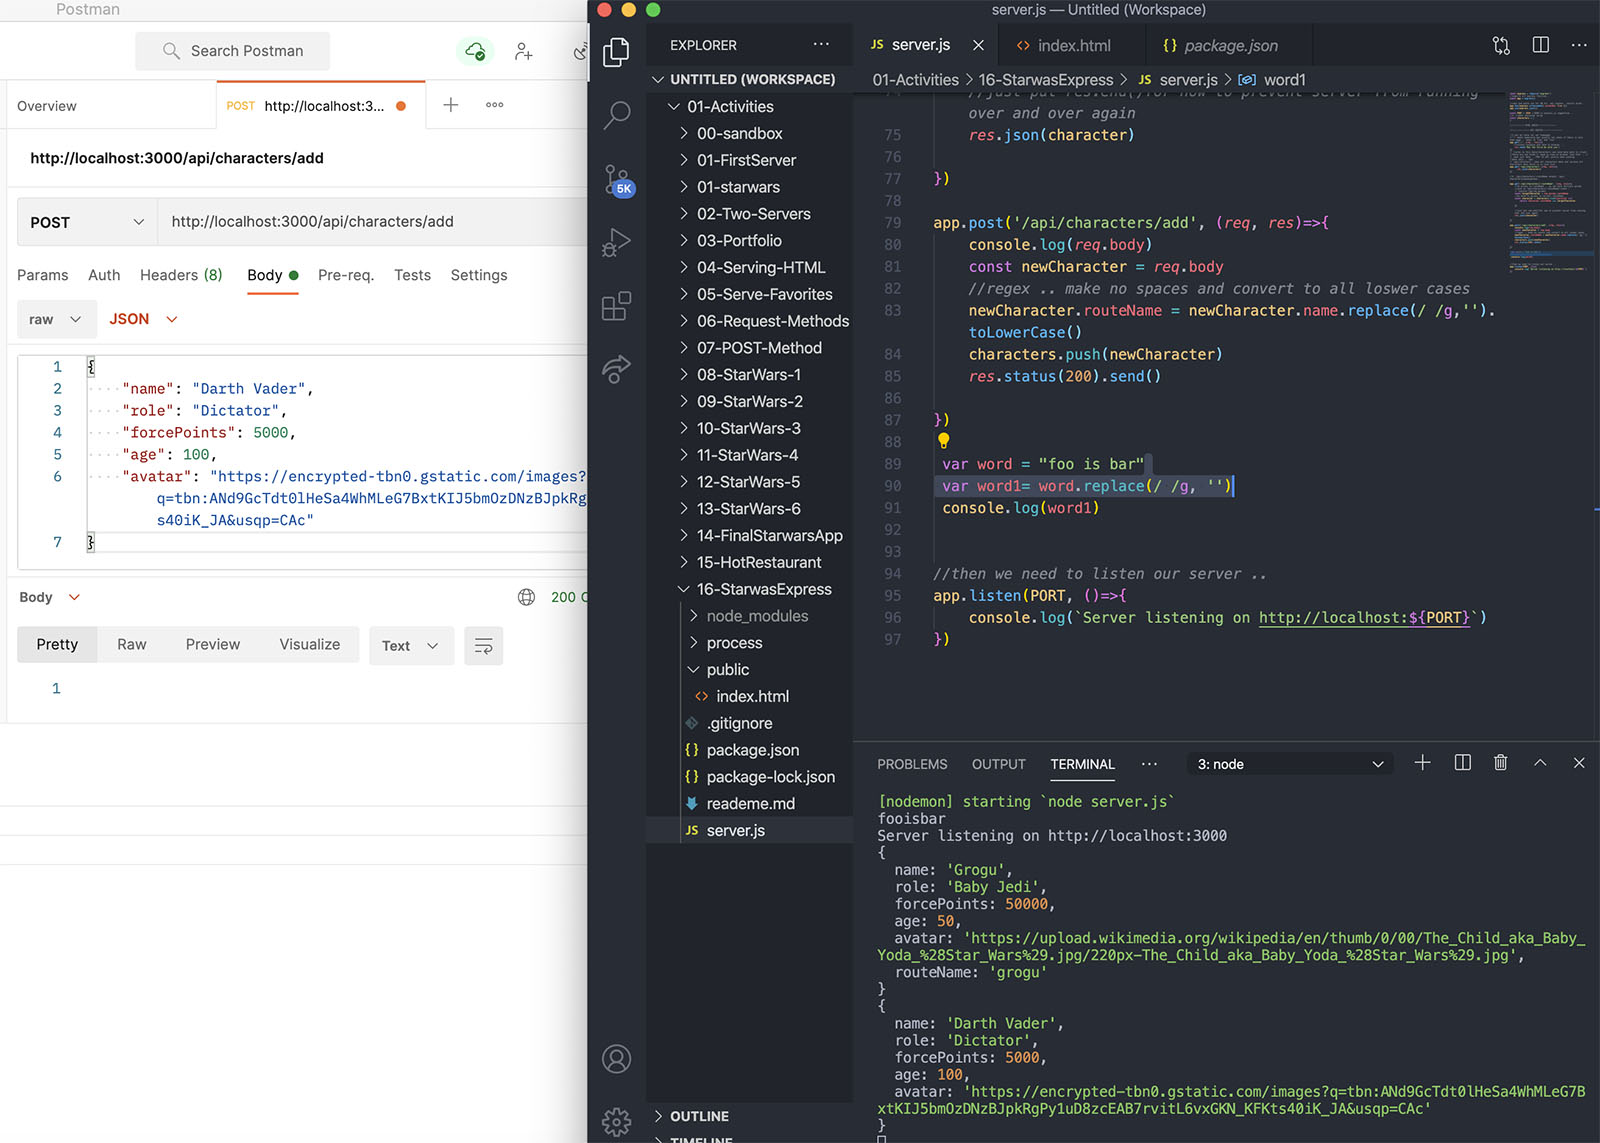 Postman
Search Postman
Overview
POST http://localhost:3...
http://localhost:3000/api/characters/add
POST
http://localhost:3000/api/characters/add
Params Auth Headers (8) Body Pre-req. Tests Settings
raw JSON
1 {
2 "name": "Darth Vader",
3 "role": "Dictator",
4 "forcePoints": 5000,
5 "age": 100,
6 "avatar": "https://encrypted-tbn0.gstatic.com/images?
q=tbn:ANd9GcTdt0lHeSa4WhMLeG7BxtKIJ5bmOzDNzBJpkRg
s40iK_JA&usqp=CAc"
7 }
Body
200
Pretty Raw Preview Visualize Text
1
server.js — Untitled (Workspace)
5K
EXPLORER ...
UNTITLED (WORKSPACE)
01-Activities
00-sandbox
01-FirstServer
01-starwars
02-Two-Servers
03-Portfolio
04-Serving-HTML
05-Serve-Favorites
06-Request-Methods
07-POST-Method
08-StarWars-1
09-StarWars-2
10-StarWars-3
11-StarWars-4
12-StarWars-5
13-StarWars-6
14-FinalStarwarsApp
15-HotRestaurant
16-StarwasExpress
node_modules
process
public
<> index.html
.gitignore
{} package.json
{} package-lock.json
reademe.md
JS server.js
OUTLINE
TIMELINE
JS server.js
<> index.html
{} package.json
01-Activities > 16-StarwasExpress > JS server.js > word1
//just put res.end()for now to prevent server from running
over and over again
75 res.json(character)
76
77 })
78
79 app.post('/api/characters/add', (req, res)=>{
80 console.log(req.body)
81 const newCharacter = req.body
82 //regex .. make no spaces and convert to all loswer cases
83 newCharacter.routeName = newCharacter.name.replace(/ /g,'').
toLowerCase()
84 characters.push(newCharacter)
85 res.status(200).send()
86
87 })
88
89 var word = "foo is bar"
90 var word1= word.replace(/ /g, '')
91 console.log(word1)
92
93
94 //then we need to listen our server ..
95 app.listen(PORT, ()=>{
96 console.log(`Server listening on http://localhost:${PORT}`)
97 })
PROBLEMS OUTPUT TERMINAL ... 3: node
[nodemon] starting `node server.js`
fooisbar
Server listening on http://localhost:3000
{
name: 'Grogu',
role: 'Baby Jedi',
forcePoints: 50000,
age: 50,
avatar: 'https://upload.wikimedia.org/wikipedia/en/thumb/0/00/The_Child_aka_Baby_
Yoda_%28Star_Wars%29.jpg/220px-The_Child_aka_Baby_Yoda_%28Star_Wars%29.jpg',
routeName: 'grogu'
}
{
name: 'Darth Vader',
role: 'Dictator',
forcePoints: 5000,
age: 100,
avatar: 'https://encrypted-tbn0.gstatic.com/images?q=tbn:ANd9GcTdt0lHeSa4WhMLeG7B
xtKIJ5bmOzDNzBJpkRgPy1uD8zcEAB7rvitL6vxGKN_KFKts40iK_JA&usqp=CAc'
}